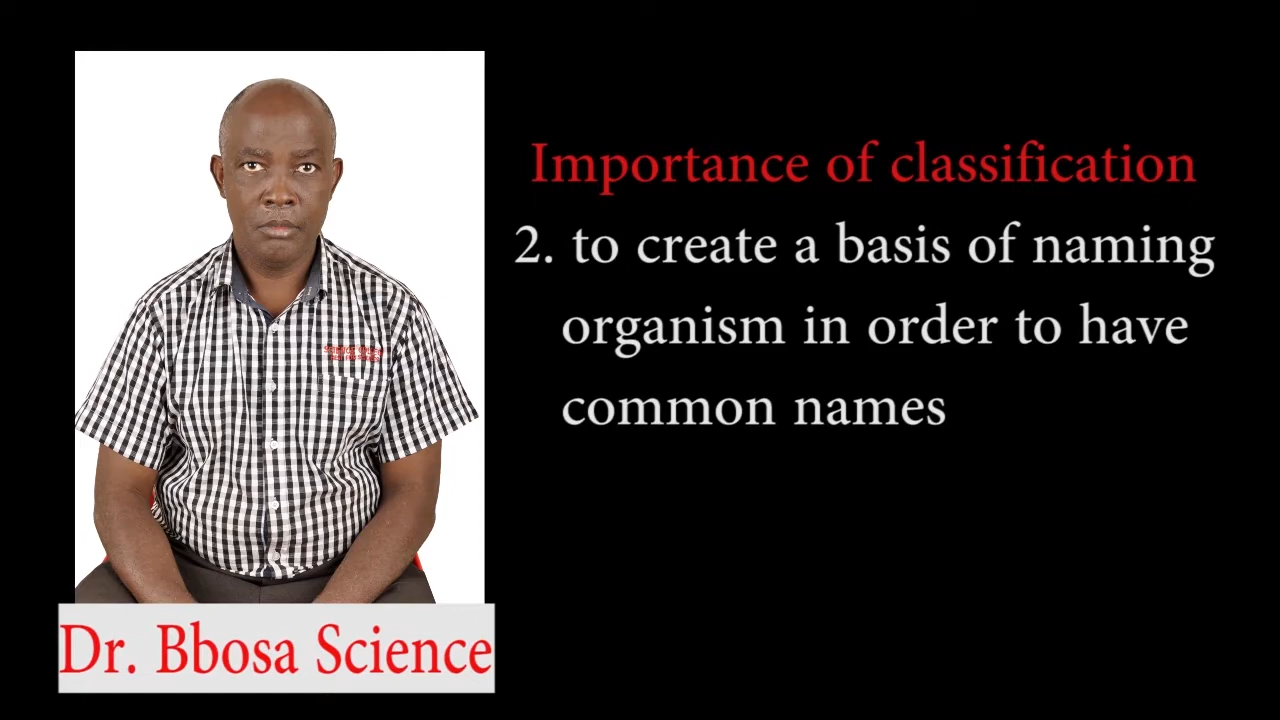 Importance of classification
2. to create a basis of naming
organism in order to have
common names
Dr. Bbosa Science